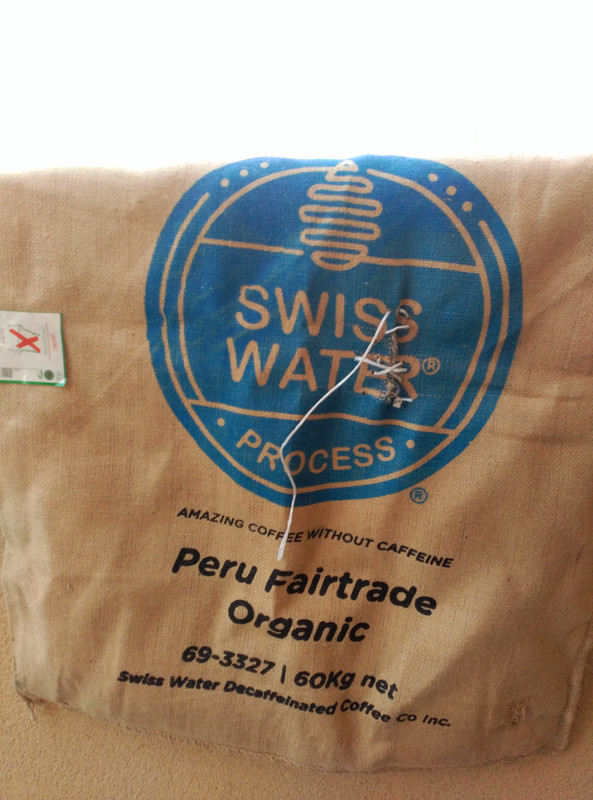 SWISS
WATER®
PROCESS
®
AMAZING COFFEE WITHOUT CAFFEINE
Peru Fairtrade
Organic
69-3327 | 60Kg net
Swiss Water Decaffeinated Coffee Co Inc.